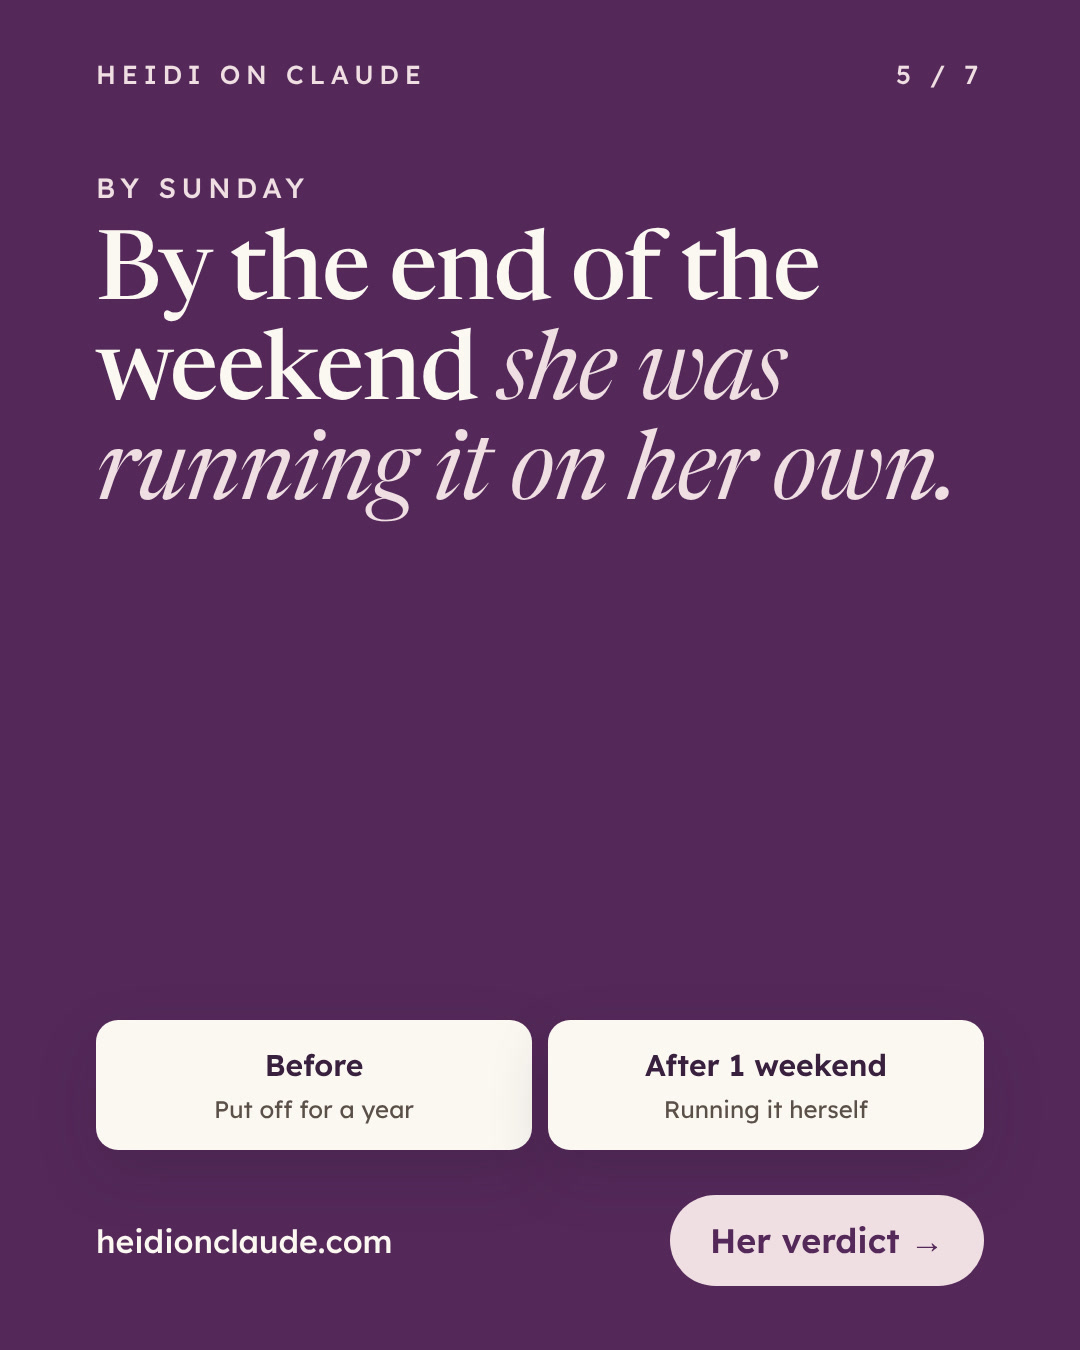 HEIDI ON CLAUDE
5 / 7
BY SUNDAY
By the end of the
weekend she was
running it on her own.
Before
Put off for a year
After 1 weekend
Running it herself
heidionclaude.com
Her verdict →